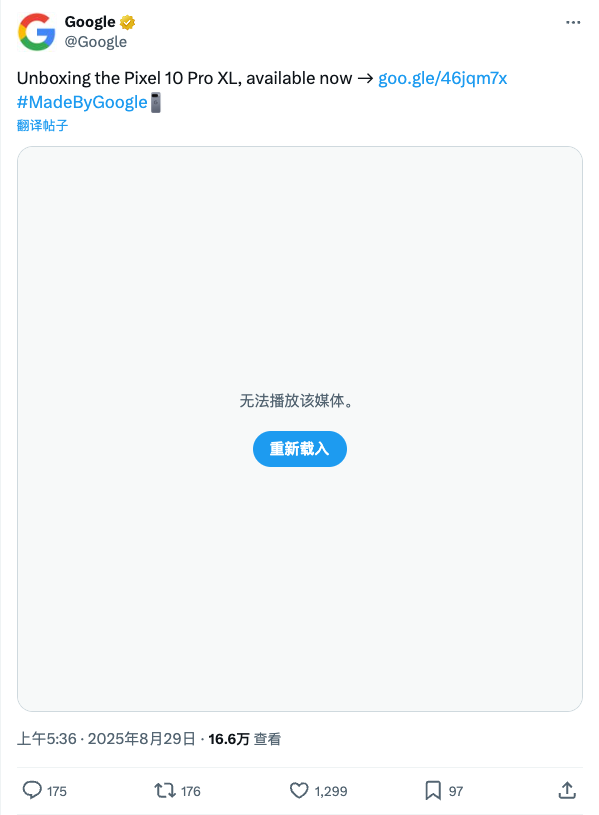 Google
@Google
Unboxing the Pixel 10 Pro XL, available now → goo.gle/46jqm7x
#MadeByGoogle
翻译帖子
无法播放该媒体。
重新载入
上午5:36 · 2025年8月29日 · 16.6万 查看
175 176 1,299 97